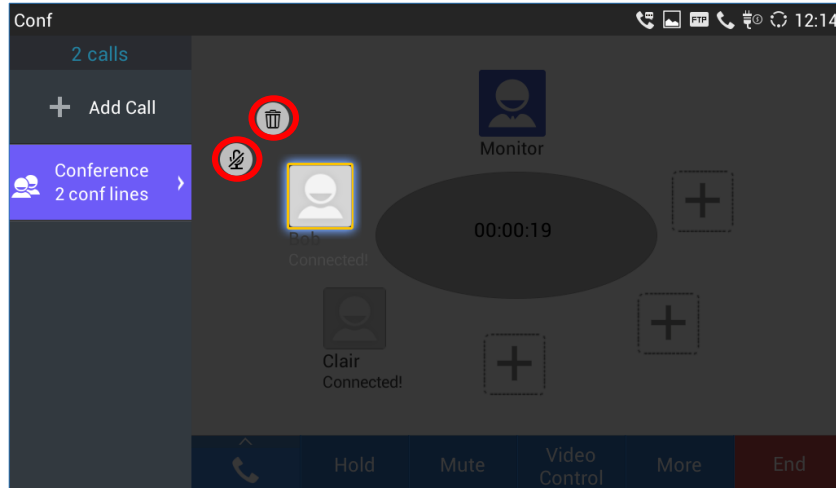 Conf
FTP
12:14
2 calls
Add Call
Conference
2 conf lines
Monitor
00:00:19
Bob
Connected!
Clair
Connected!
Hold
Mute
Video
Control
More
End